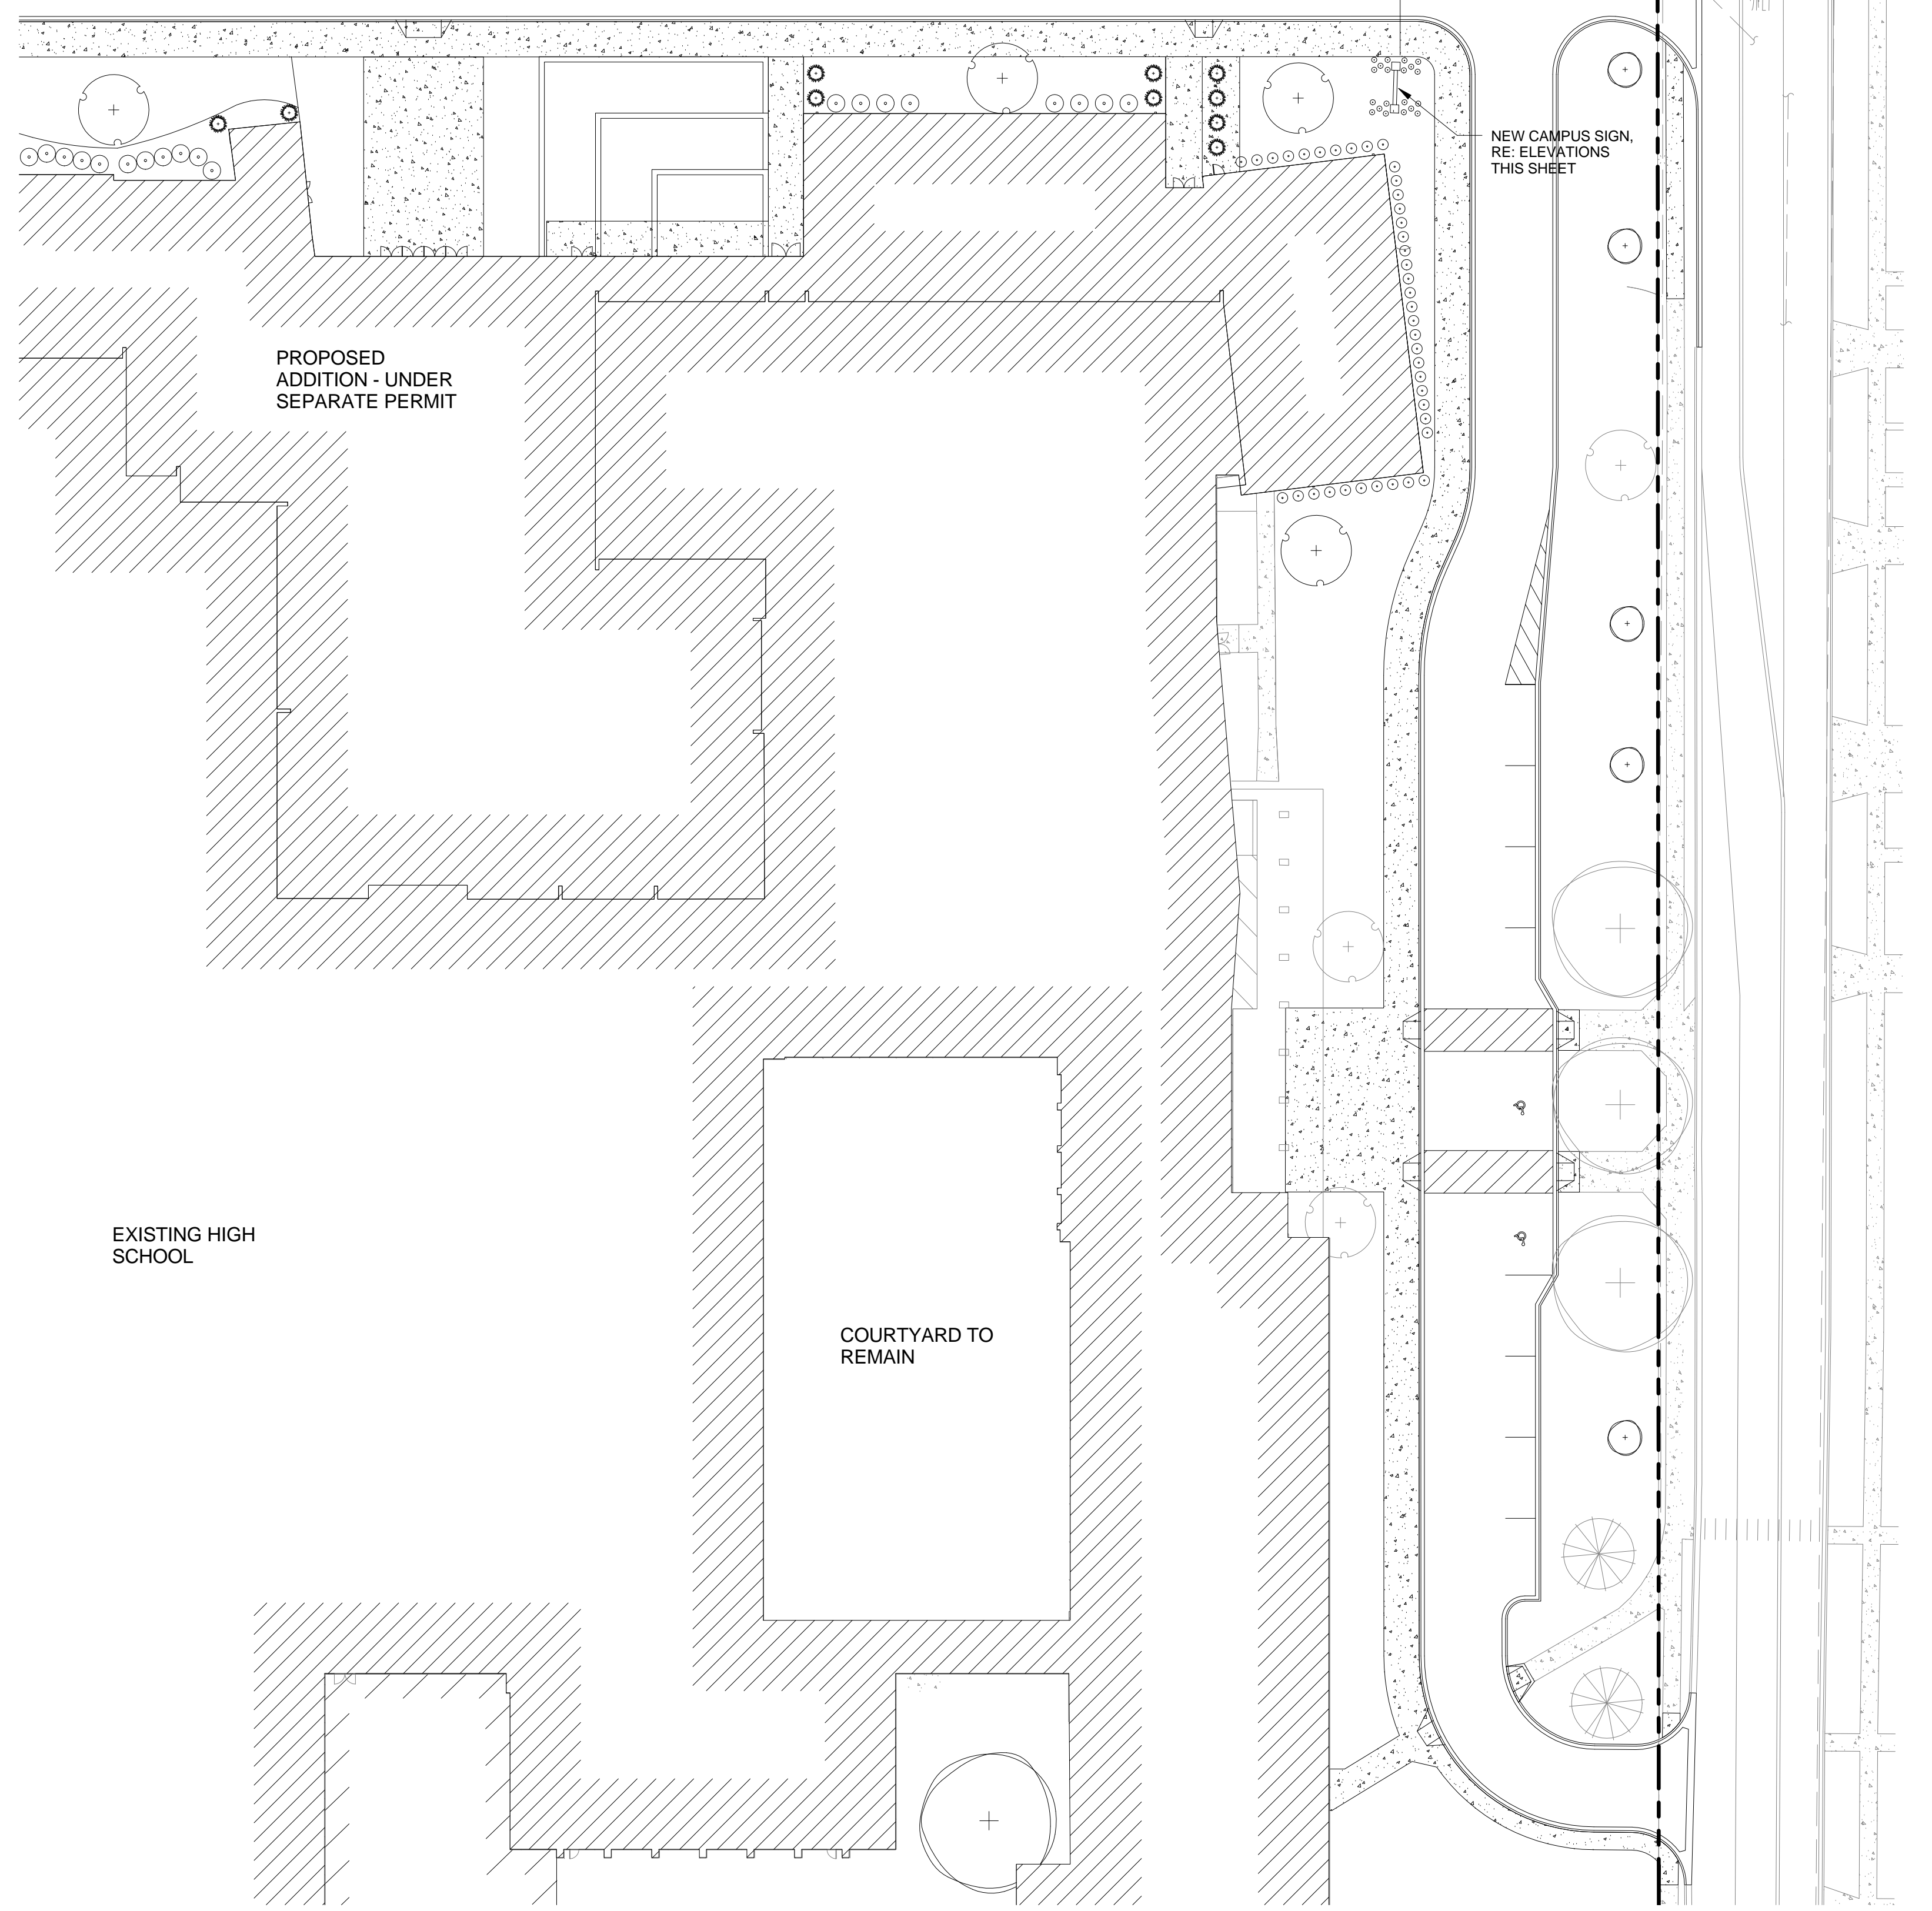 NEW CAMPUS SIGN,
RE: ELEVATIONS
THIS SHEET
PROPOSED
ADDITION - UNDER
SEPARATE PERMIT
EXISTING HIGH
SCHOOL
COURTYARD TO
REMAIN